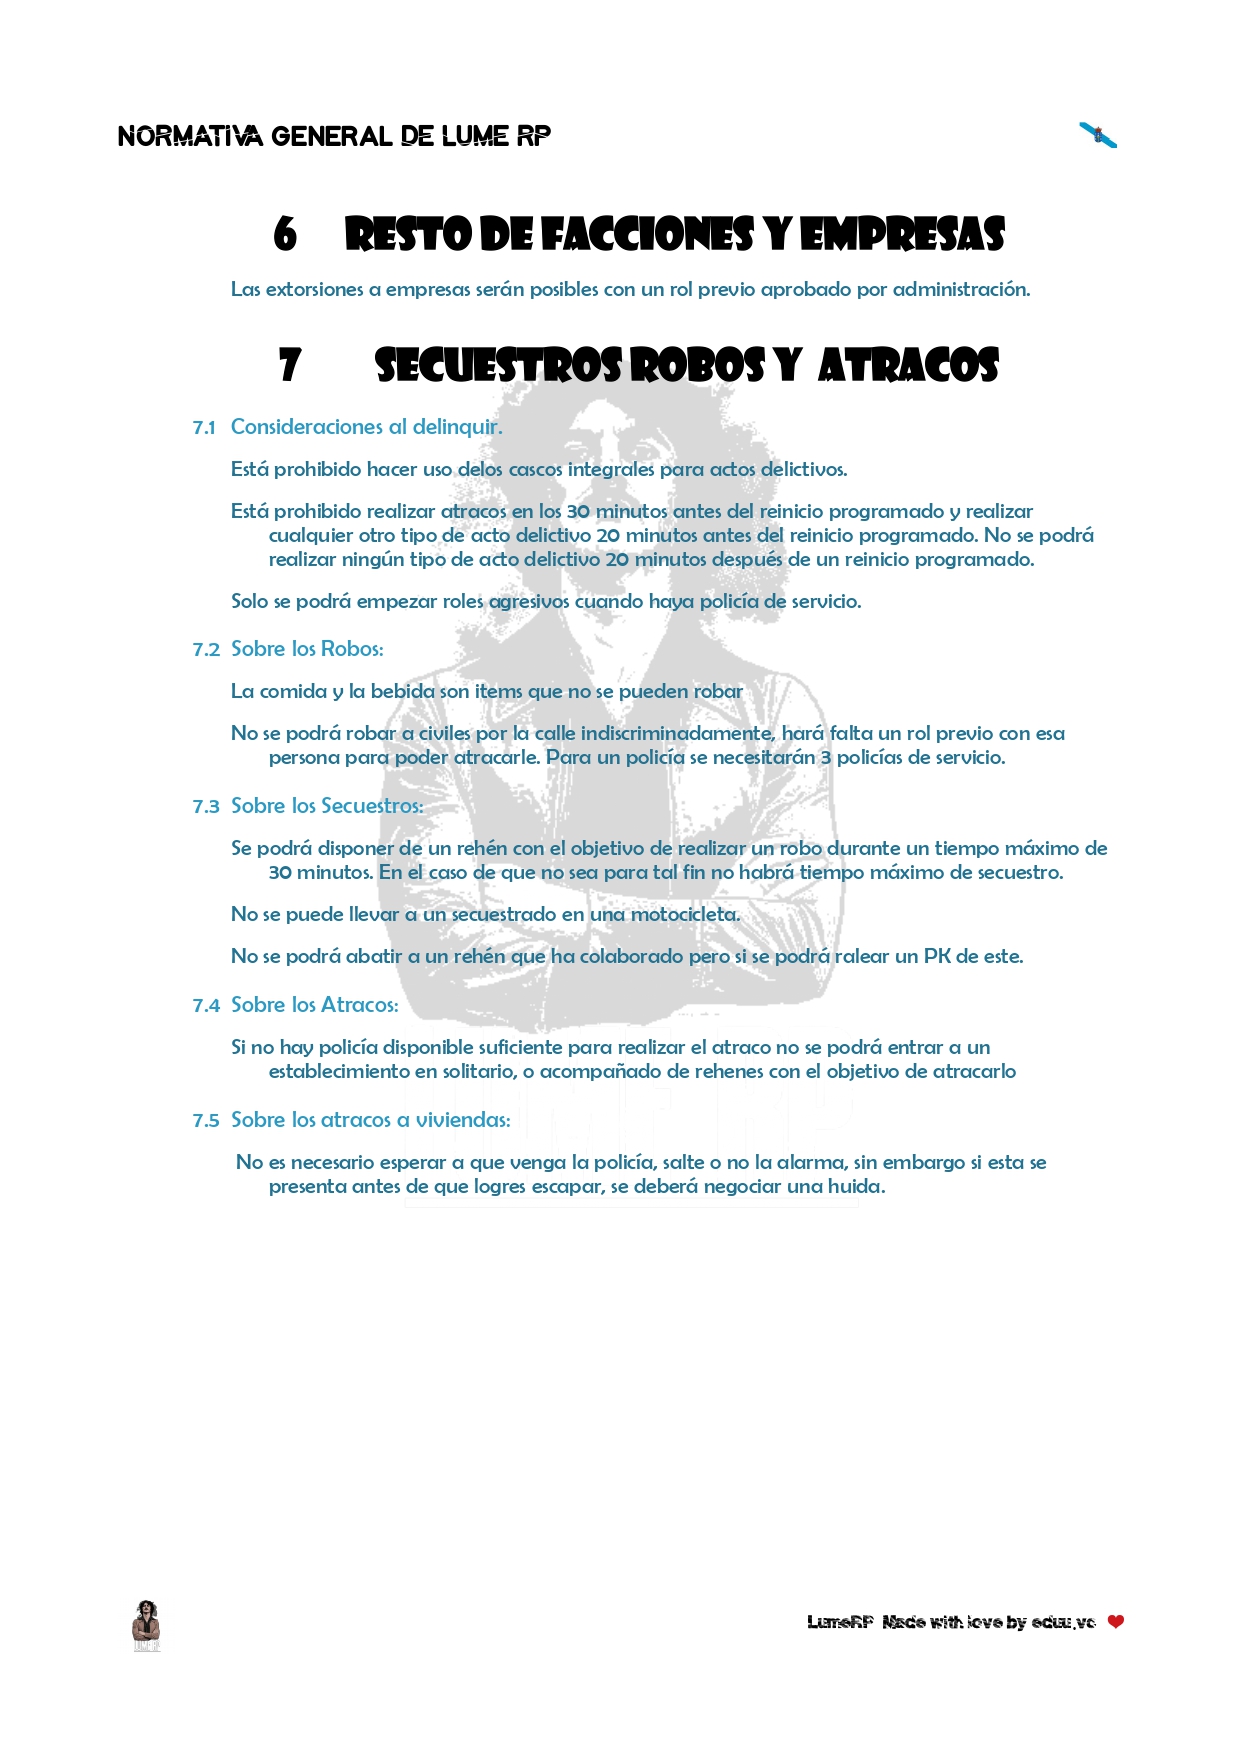 NORMATIVA GENERAL DE LUME RP
6 RESTO DE FACCIONES Y EMPRESAS
Las extorsiones a empresas serán posibles con un rol previo aprobado por administración.
7 SECUESTROS ROBOS Y ATRACOS
7.1 Consideraciones al delinquir.
Está prohibido hacer uso delos cascos integrales para actos delictivos.
Está prohibido realizar atracos en los 30 minutos antes del reinicio programado y realizar
cualquier otro tipo de acto delictivo 20 minutos antes del reinicio programado. No se podrá
realizar ningún tipo de acto delictivo 20 minutos después de un reinicio programado.
Solo se podrá empezar roles agresivos cuando haya policía de servicio.
7.2 Sobre los Robos:
La comida y la bebida son items que no se pueden robar
No se podrá robar a civiles por la calle indiscriminadamente, hará falta un rol previo con esa
persona para poder atracarle. Para un policía se necesitarán 3 policías de servicio.
7.3 Sobre los Secuestros:
Se podrá disponer de un rehén con el objetivo de realizar un robo durante un tiempo máximo de
30 minutos. En el caso de que no sea para tal fin no habrá tiempo máximo de secuestro.
No se puede llevar a un secuestrado en una motocicleta.
No se podrá abatir a un rehén que ha colaborado pero si se podrá ralear un PK de este.
7.4 Sobre los Atracos:
Si no hay policía disponible suficiente para realizar el atraco no se podrá entrar a un
establecimiento en solitario, o acompañado de rehenes con el objetivo de atracarlo
7.5 Sobre los atracos a viviendas:
No es necesario esperar a que venga la policía, salte o no la alarma, sin embargo si esta se
presenta antes de que logres escapar, se deberá negociar una huida.
LUME RP
LumeRP Made with love by eduu.vc